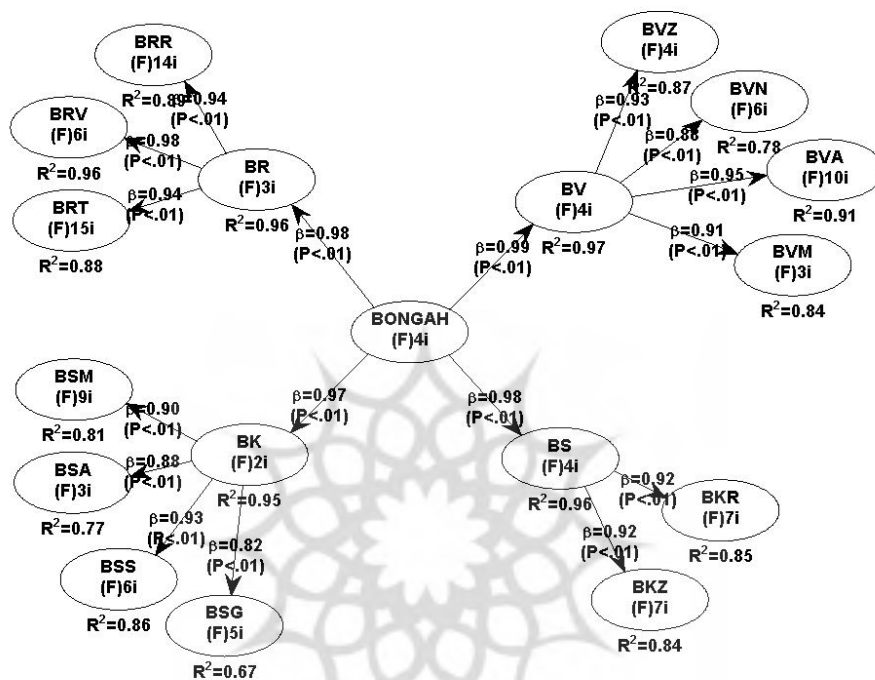 BRR
(F)14i
R²=0.89
β=0.94
(P<.01)
BRV
(F)6i
R²=0.96
β=0.98
(P<.01)
BRT
(F)15i
R²=0.88
β=0.94
(P<.01)
BR
(F)3i
R²=0.96
β=0.98
(P<.01)
BVZ
(F)4i
R²=0.87
β=0.93
(P<.01)
BVN
(F)6i
R²=0.78
β=0.88
(P<.01)
BVA
(F)10i
R²=0.91
β=0.95
(P<.01)
BVM
(F)3i
R²=0.84
β=0.91
(P<.01)
BV
(F)4i
R²=0.97
β=0.99
(P<.01)
BONGAH
(F)4i
BSM
(F)9i
R²=0.81
β=0.90
(P<.01)
BSA
(F)3i
R²=0.77
β=0.88
(P<.01)
BK
(F)2i
R²=0.95
β=0.97
(P<.01)
BSS
(F)6i
R²=0.86
β=0.93
(P<.01)
BSG
(F)5i
R²=0.67
β=0.82
(P<.01)
BS
(F)4i
R²=0.96
β=0.98
(P<.01)
BKR
(F)7i
R²=0.85
β=0.92
(P<.01)
BKZ
(F)7i
R²=0.84
β=0.92
(P<.01)